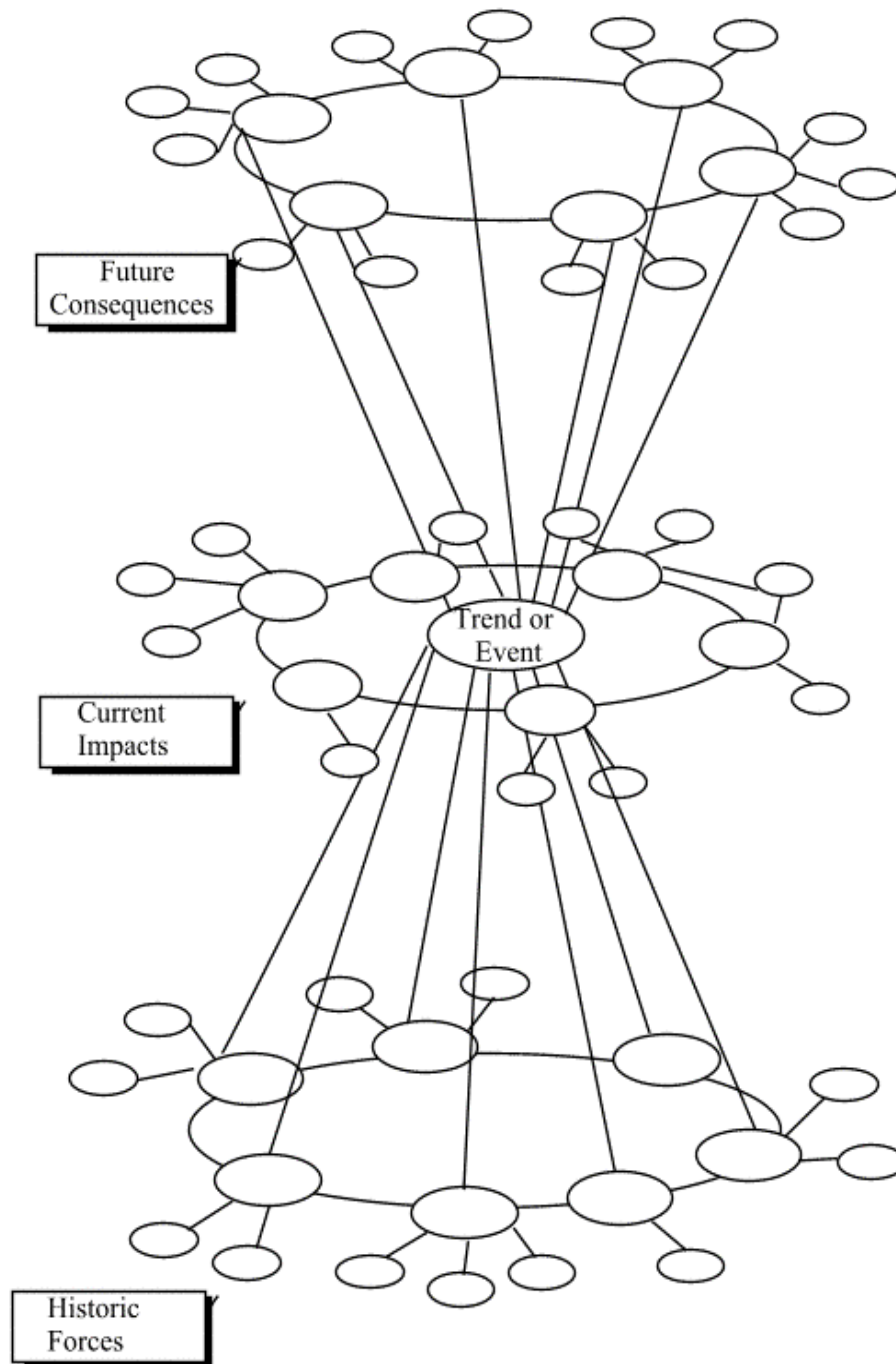 Future
Consequences
Trend or
Event
Current
Impacts
Historic
Forces